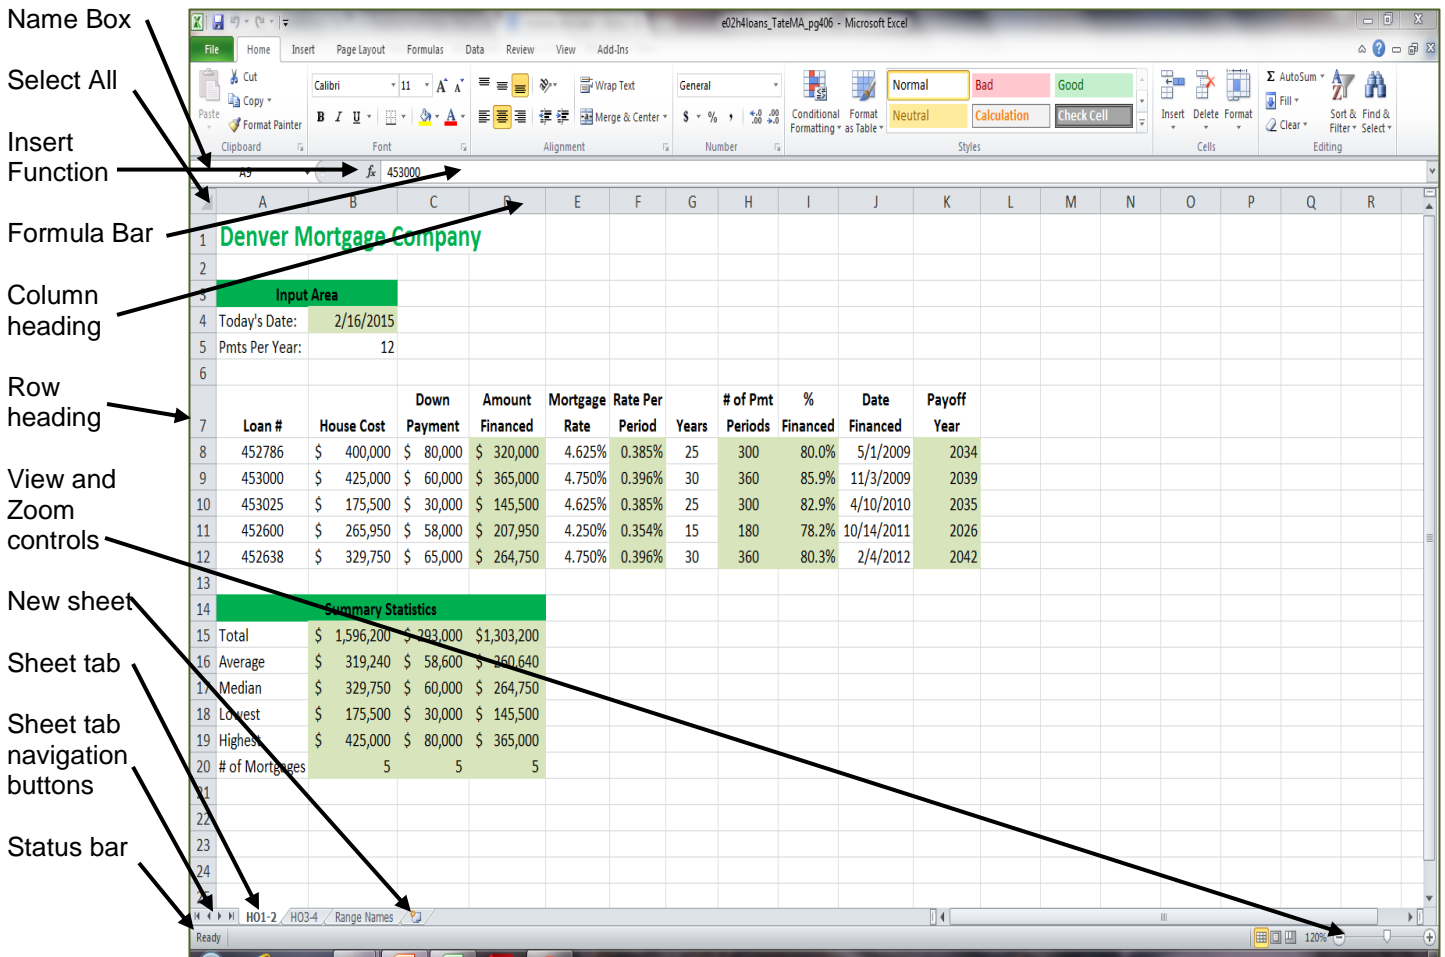 Name Box
Select All
Insert
Function
Formula Bar
Column
heading
Row
heading
View and
Zoom
controls
New sheet
Sheet tab
Sheet tab
navigation
buttons
Status bar
e02h4loans_TateMA_pg406 - Microsoft Excel
File Home Insert Page Layout Formulas Data Review View Add-Ins
Paste Cut Copy Format Painter
Calibri 11 A A
B I U A
Wrap Text
Merge & Center
General
$ % , .0 .00 .00 .0
Conditional Formatting Format as Table
Normal Bad Good
Neutral Calculation Check Cell
Insert Delete Format
Σ AutoSum Fill Clear
Sort & Filter Find & Select
Clipboard Font Alignment Number Styles Cells Editing
A9 fx 453000
A B C D E F G H I J K L M N O P Q R
1 Denver Mortgage Company
2
3 Input Area
4 Today's Date: 2/16/2015
5 Pmts Per Year: 12
6
Down Amount Mortgage Rate Per # of Pmt % Date Payoff
7 Loan # House Cost Payment Financed Rate Period Years Periods Financed Financed Year
8 452786 $ 400,000 $ 80,000 $ 320,000 4.625% 0.385% 25 300 80.0% 5/1/2009 2034
9 453000 $ 425,000 $ 60,000 $ 365,000 4.750% 0.396% 30 360 85.9% 11/3/2009 2039
10 453025 $ 175,500 $ 30,000 $ 145,500 4.625% 0.385% 25 300 82.9% 4/10/2010 2035
11 452600 $ 265,950 $ 58,000 $ 207,950 4.250% 0.354% 15 180 78.2% 10/14/2011 2026
12 452638 $ 329,750 $ 65,000 $ 264,750 4.750% 0.396% 30 360 80.3% 2/4/2012 2042
13
14 Summary Statistics
15 Total $ 1,596,200 $ 293,000 $1,303,200
16 Average $ 319,240 $ 58,600 $ 260,640
17 Median $ 329,750 $ 60,000 $ 264,750
18 Lowest $ 175,500 $ 30,000 $ 145,500
19 Highest $ 425,000 $ 80,000 $ 365,000
20 # of Mortgages 5 5 5
21
22
23
24
25
HO1-2 HO3-4 Range Names
Ready 120%